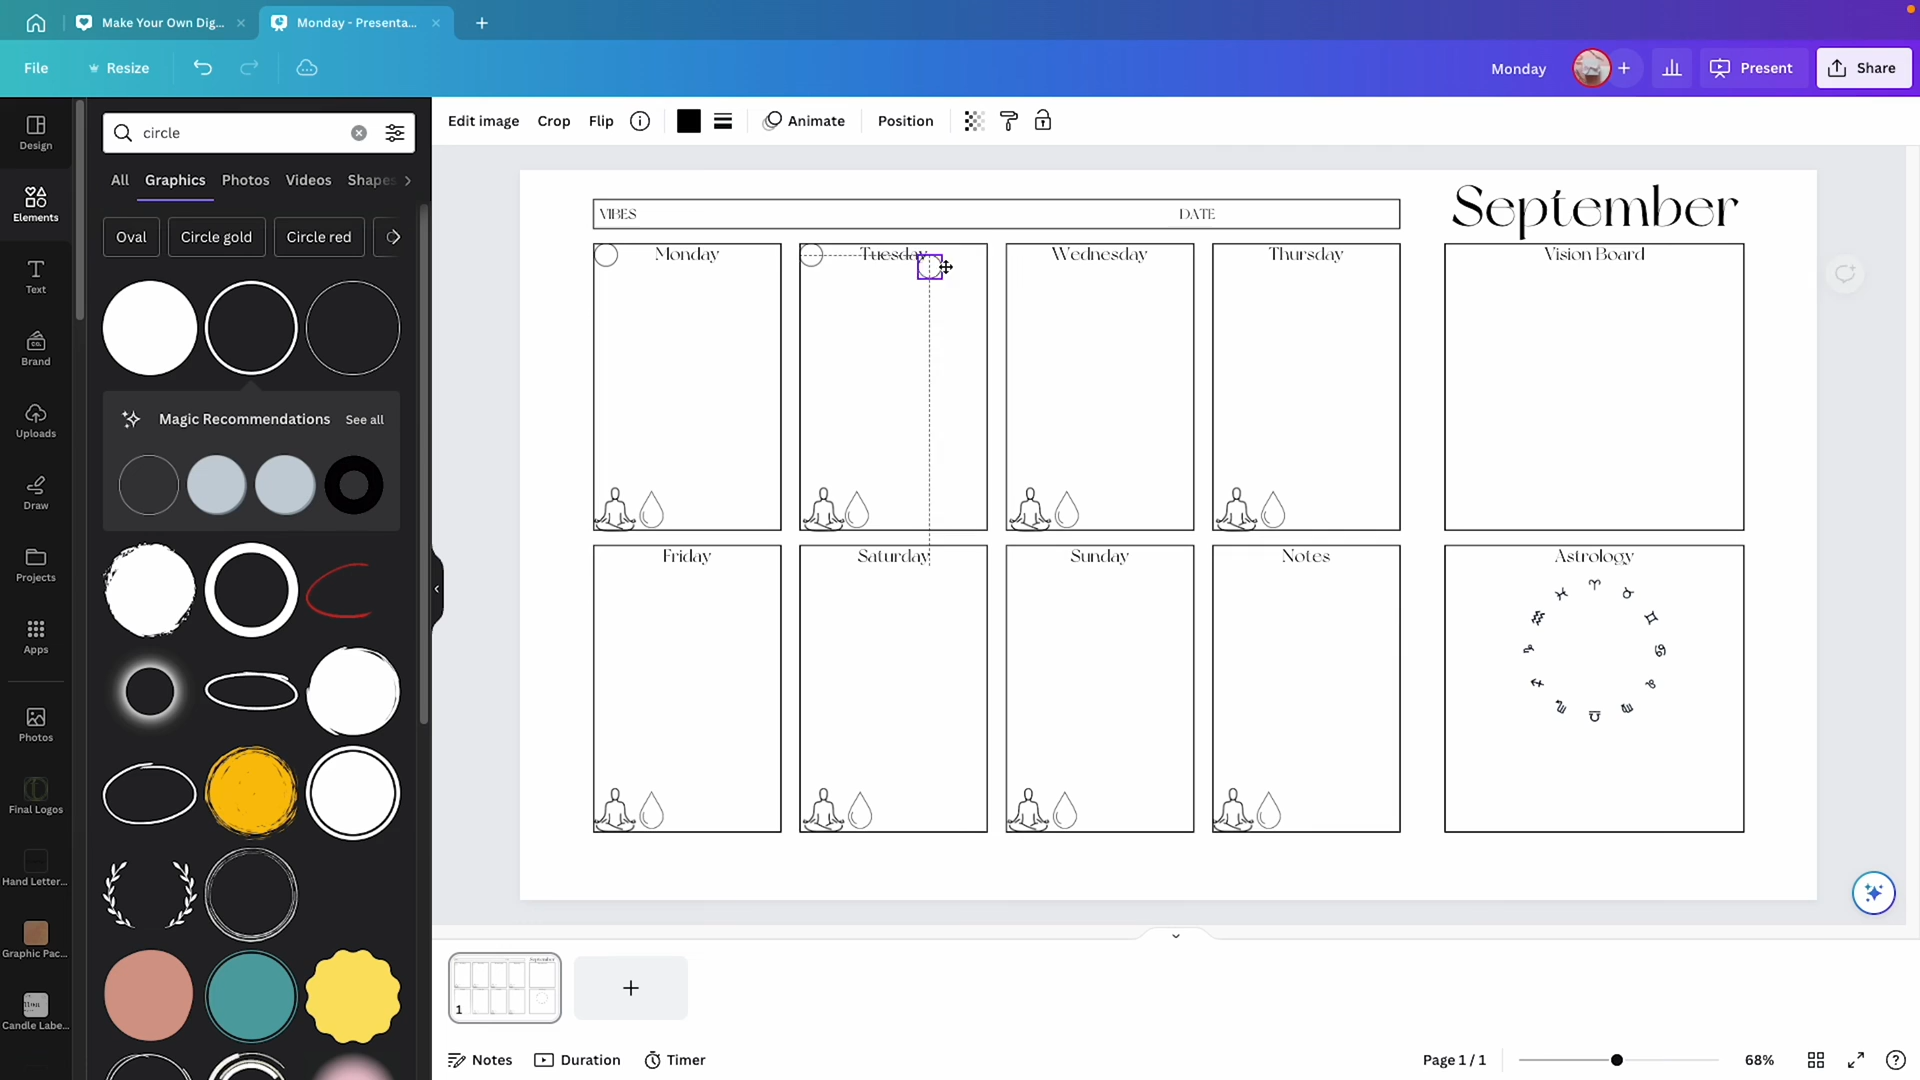 Make Your Own Dig...
Monday - Presenta...
File
Resize
Monday
Present
Share
Design
Elements
Text
Brand
Uploads
Draw
Projects
Apps
Photos
Final Logos
Hand Letter...
Graphic Pac...
Candle Labe...
circle
All
Graphics
Photos
Videos
Shapes
Oval
Circle gold
Circle red
Magic Recommendations
See all
Edit image
Crop
Flip
Animate
Position
VIBES
DATE
September
Monday
Tuesday
Wednesday
Thursday
Vision Board
Friday
Saturday
Sunday
Notes
Astrology
1
Notes
Duration
Timer
Page 1 / 1
68%